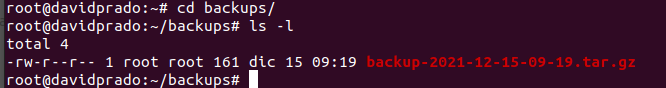 root@davidprado:~# cd backups/
root@davidprado:~/backups# ls -l
total 4
-rw-r--r-- 1 root root 161 dic 15 09:19 backup-2021-12-15-09-19.tar.gz
root@davidprado:~/backups#